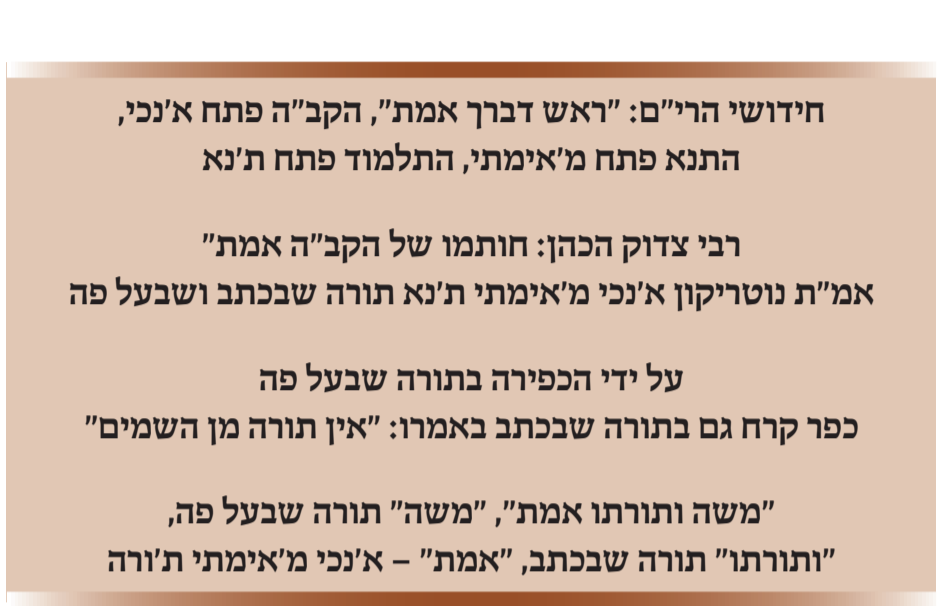 חידושי הרי״ם: ״ראש דברך אמת״, הקב״ה פתח א׳נכי,
התנא פתח מ׳אימתי, התלמוד פתח ת׳נא
רבי צדוק הכהן: חותמו של הקב״ה אמת״
אמ״ת נוטריקון א׳נכי מ׳אימתי ת׳נא תורה שבכתב ושבעל פה
על ידי הכפירה בתורה שבעל פה
כפר קרח גם בתורה שבכתב באמרו: ״אין תורה מן השמים״
״משה ותורתו אמת״, ״משה״ תורה שבעל פה,
״ותורתו״ תורה שבכתב, ״אמת״ – א׳נכי מ׳אימתי ת׳ורה